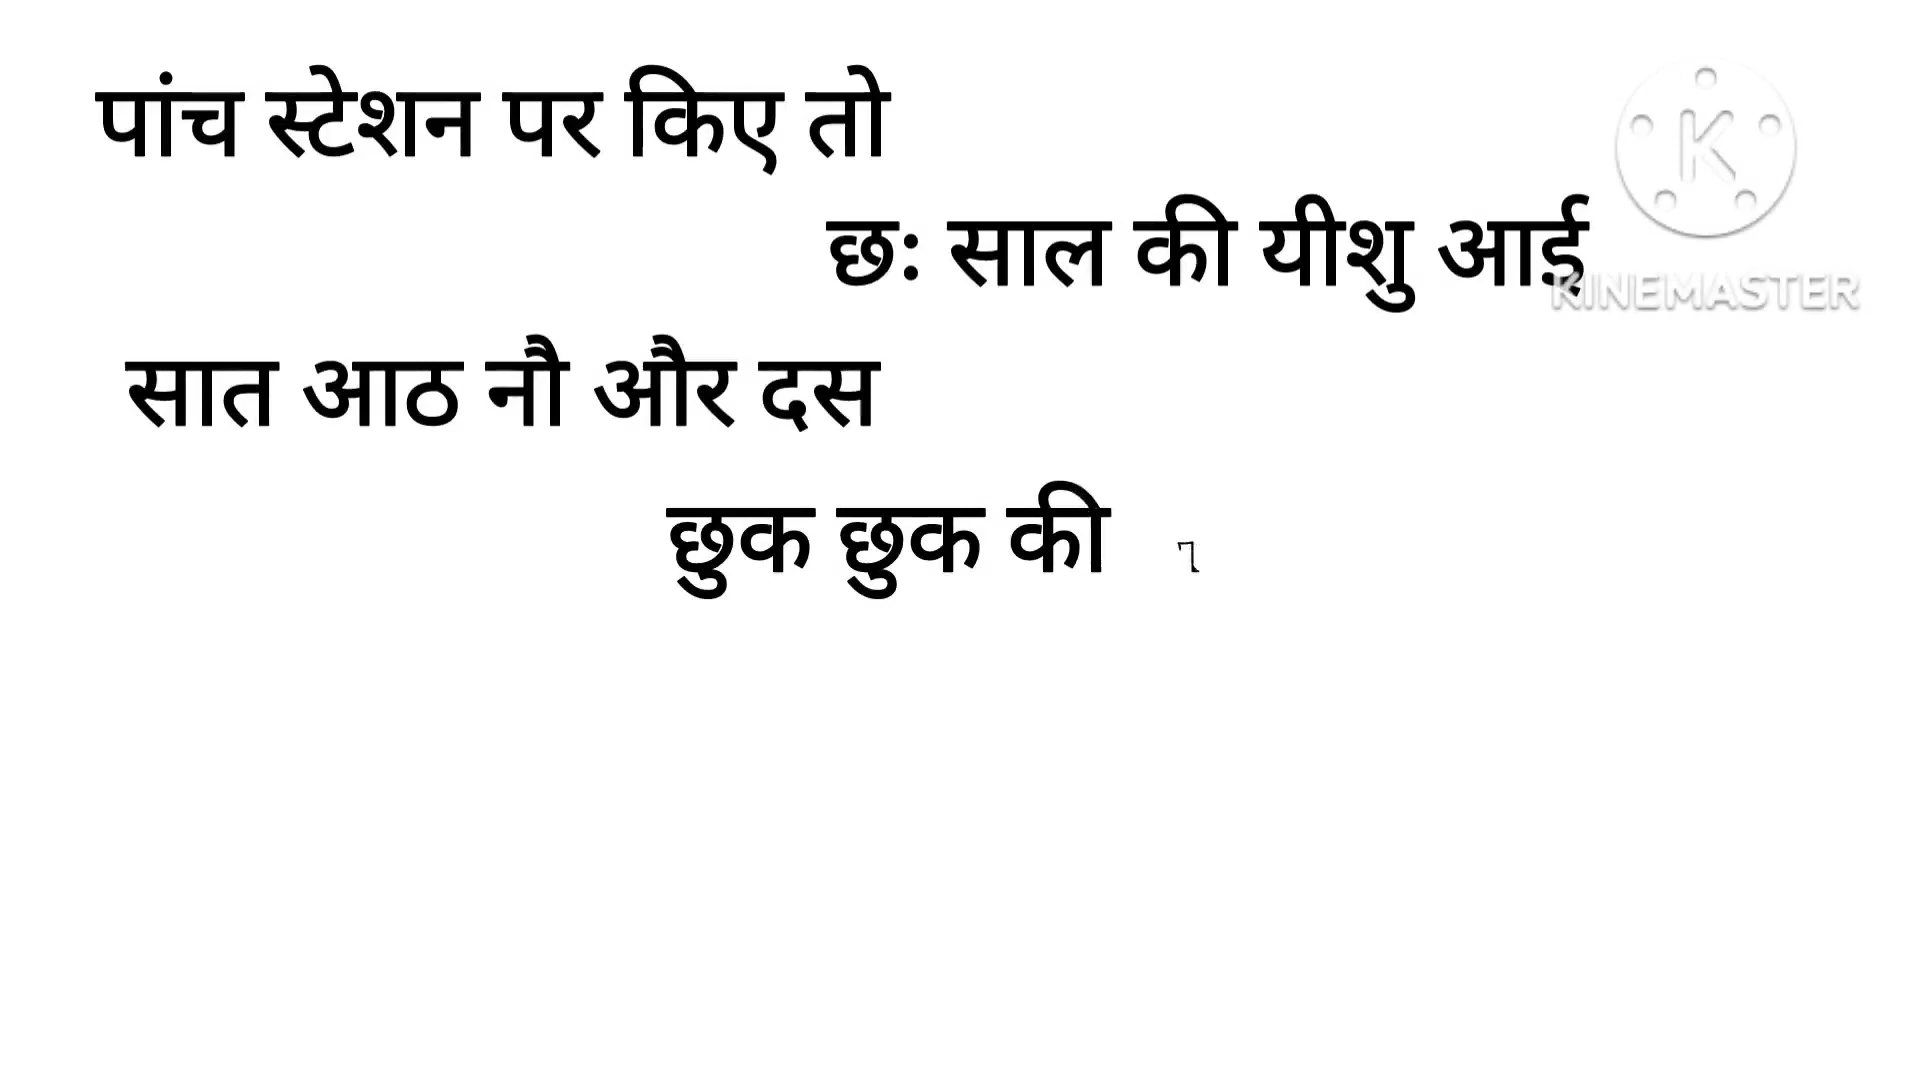 पांच स्टेशन पर किए तो
छः साल की यीशु आई
सात आठ नौ और दस
छुक छुक की
K
KINEMASTER